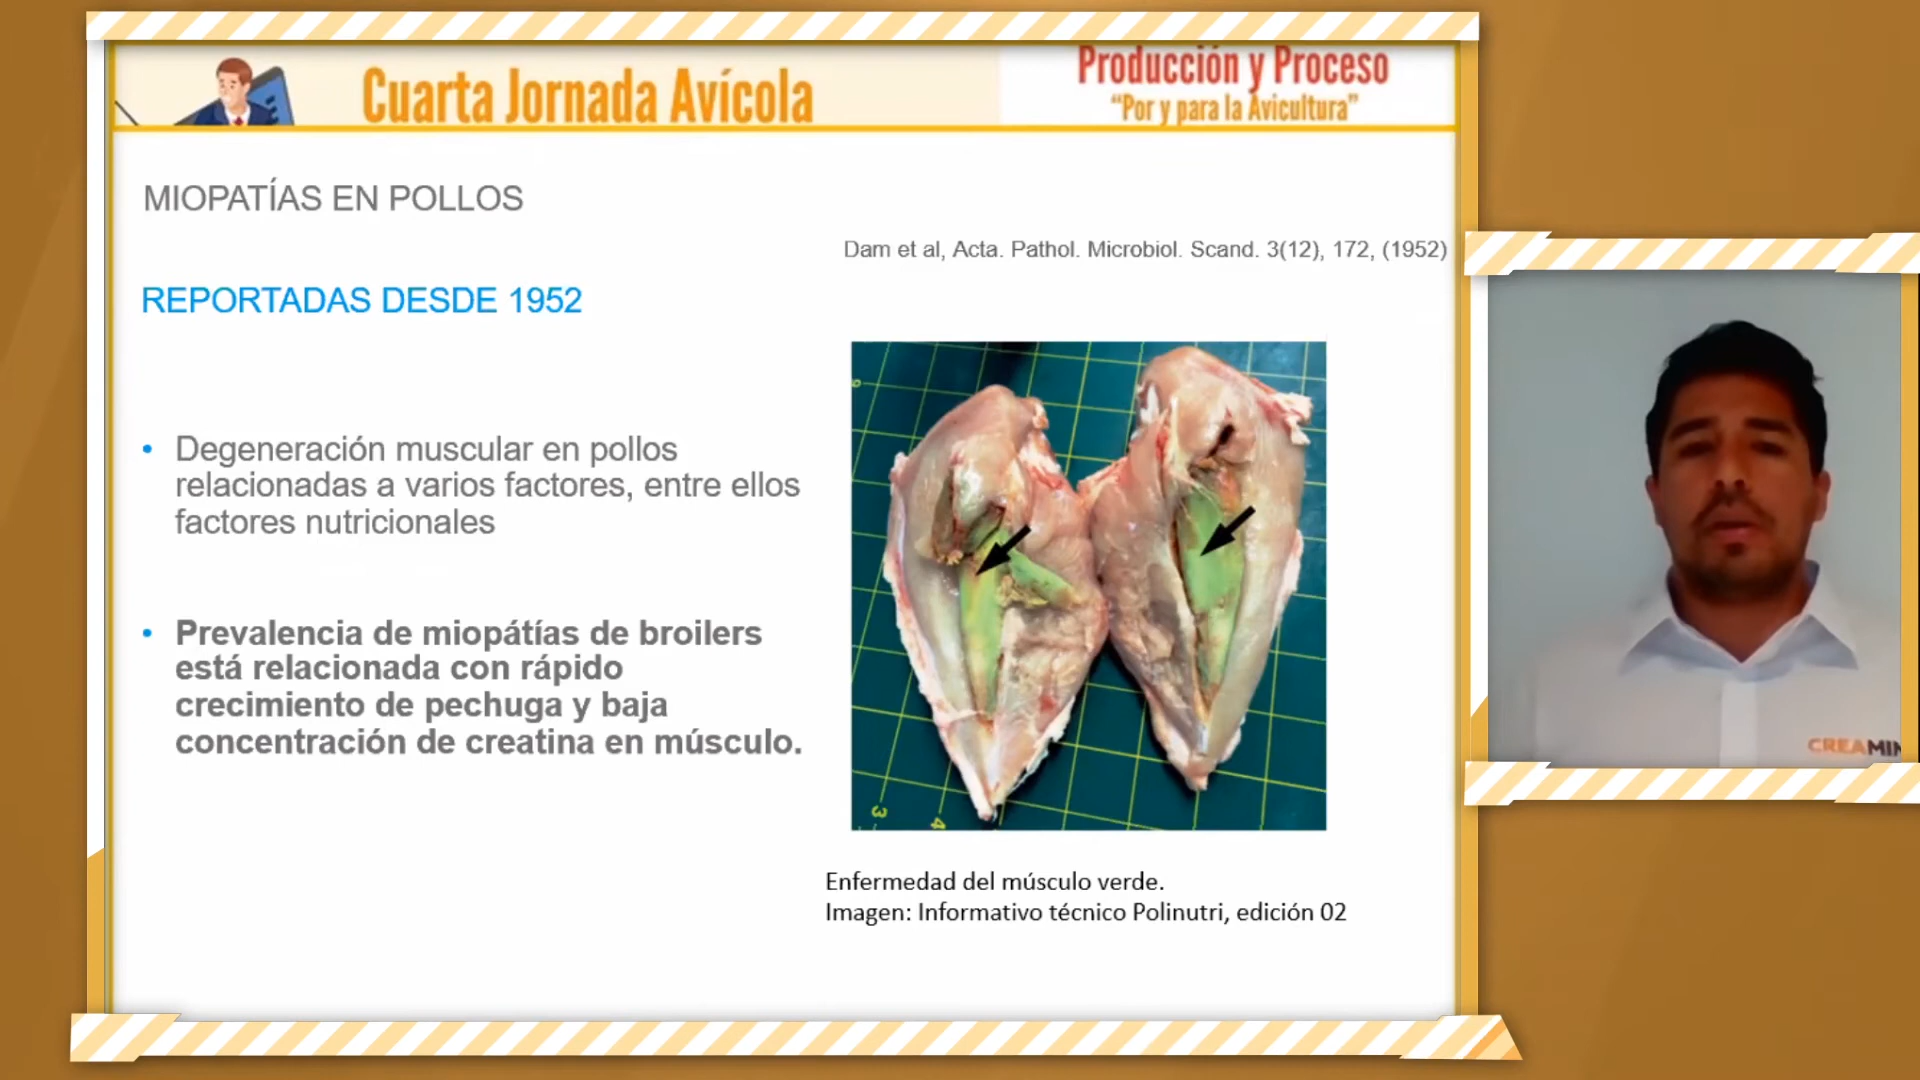 Cuarta Jornada Avícola
Producción y Proceso
“Por y para la Avicultura”
MIOPATÍAS EN POLLOS
Dam et al, Acta. Pathol. Microbiol. Scand. 3(12), 172, (1952)
REPORTADAS DESDE 1952
• Degeneración muscular en pollos
relacionadas a varios factores, entre ellos
factores nutricionales
• Prevalencia de miopátías de broilers
está relacionada con rápido
crecimiento de pechuga y baja
concentración de creatina en músculo.
3
4
Enfermedad del músculo verde.
Imagen: Informativo técnico Polinutri, edición 02
CREAMIN